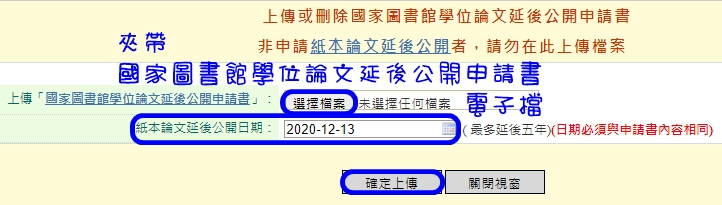 上傳或刪除國家圖書館學位論文延後公開申請書
非申請紙本論文延後公開者，請勿在此上傳檔案
夾帶
國家圖書館學位論文延後公開申請書
電子檔
上傳「國家圖書館學位論文延後公開申請書」： 選擇檔案 未選擇任何檔案
紙本論文延後公開日期： 2020-12-13 ( 最多延後五年)(日期必須與申請書內容相同)
確定上傳 關閉視窗